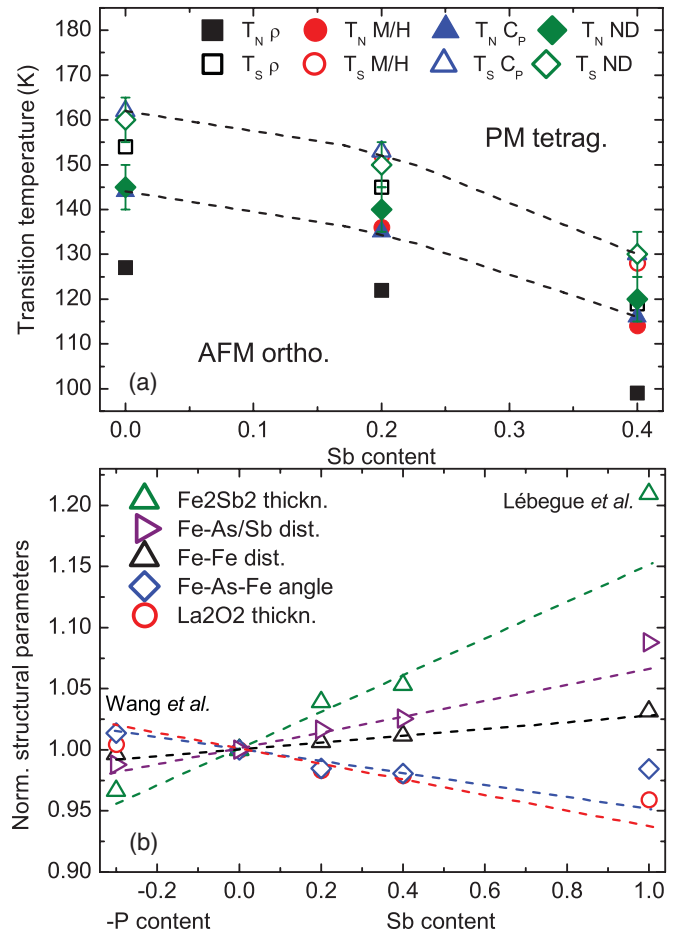 T_N ρ T_N M/H T_N C_P T_N ND
T_S ρ T_S M/H T_S C_P T_S ND
180
170
160
150
140
130
120
110
100
Transition temperature (K)
PM tetrag.
AFM ortho.
(a)
0.0 0.1 0.2 0.3 0.4
Sb content
1.20
1.15
1.10
1.05
1.00
0.95
0.90
Norm. structural parameters
Fe2Sb2 thickn.
Fe-As/Sb dist.
Fe-Fe dist.
Fe-As-Fe angle
La2O2 thickn.
Lébegue et al.
Wang et al.
(b)
-0.2 0.0 0.2 0.4 0.6 0.8 1.0
-P content Sb content